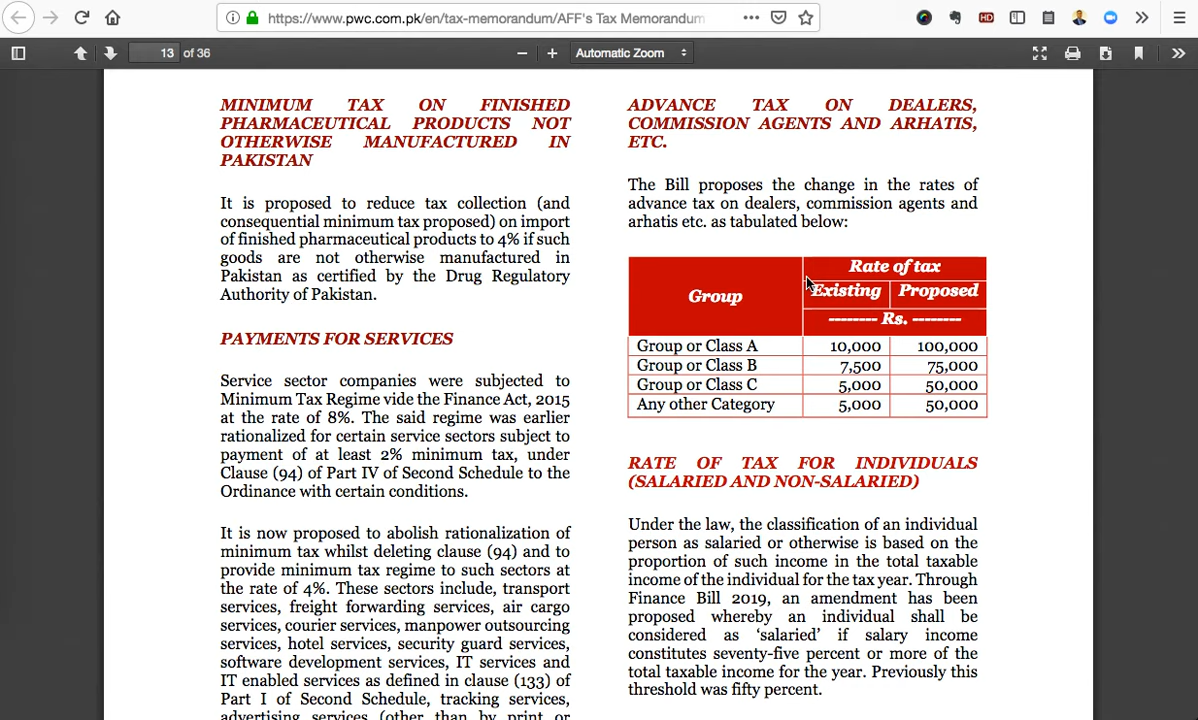 https://www.pwc.com.pk/en/tax-memorandum/AFF's Tax Memorandum
HD
13 of 36
Automatic Zoom
MINIMUM TAX ON FINISHED
PHARMACEUTICAL PRODUCTS NOT
OTHERWISE MANUFACTURED IN
PAKISTAN
It is proposed to reduce tax collection (and
consequential minimum tax proposed) on import
of finished pharmaceutical products to 4% if such
goods are not otherwise manufactured in
Pakistan as certified by the Drug Regulatory
Authority of Pakistan.
PAYMENTS FOR SERVICES
Service sector companies were subjected to
Minimum Tax Regime vide the Finance Act, 2015
at the rate of 8%. The said regime was earlier
rationalized for certain service sectors subject to
payment of at least 2% minimum tax, under
Clause (94) of Part IV of Second Schedule to the
Ordinance with certain conditions.
It is now proposed to abolish rationalization of
minimum tax whilst deleting clause (94) and to
provide minimum tax regime to such sectors at
the rate of 4%. These sectors include, transport
services, freight forwarding services, air cargo
services, courier services, manpower outsourcing
services, hotel services, security guard services,
software development services, IT services and
IT enabled services as defined in clause (133) of
Part I of Second Schedule, tracking services,
advertising services (other than by print or
ADVANCE TAX ON DEALERS,
COMMISSION AGENTS AND ARHATIS,
ETC.
The Bill proposes the change in the rates of
advance tax on dealers, commission agents and
arhatis etc. as tabulated below:
Group Rate of tax
Existing Proposed
-------- Rs. --------
Group or Class A 10,000 100,000
Group or Class B 7,500 75,000
Group or Class C 5,000 50,000
Any other Category 5,000 50,000
RATE OF TAX FOR INDIVIDUALS
(SALARIED AND NON-SALARIED)
Under the law, the classification of an individual
person as salaried or otherwise is based on the
proportion of such income in the total taxable
income of the individual for the tax year. Through
Finance Bill 2019, an amendment has been
proposed whereby an individual shall be
considered as 'salaried' if salary income
constitutes seventy-five percent or more of the
total taxable income for the year. Previously this
threshold was fifty percent.